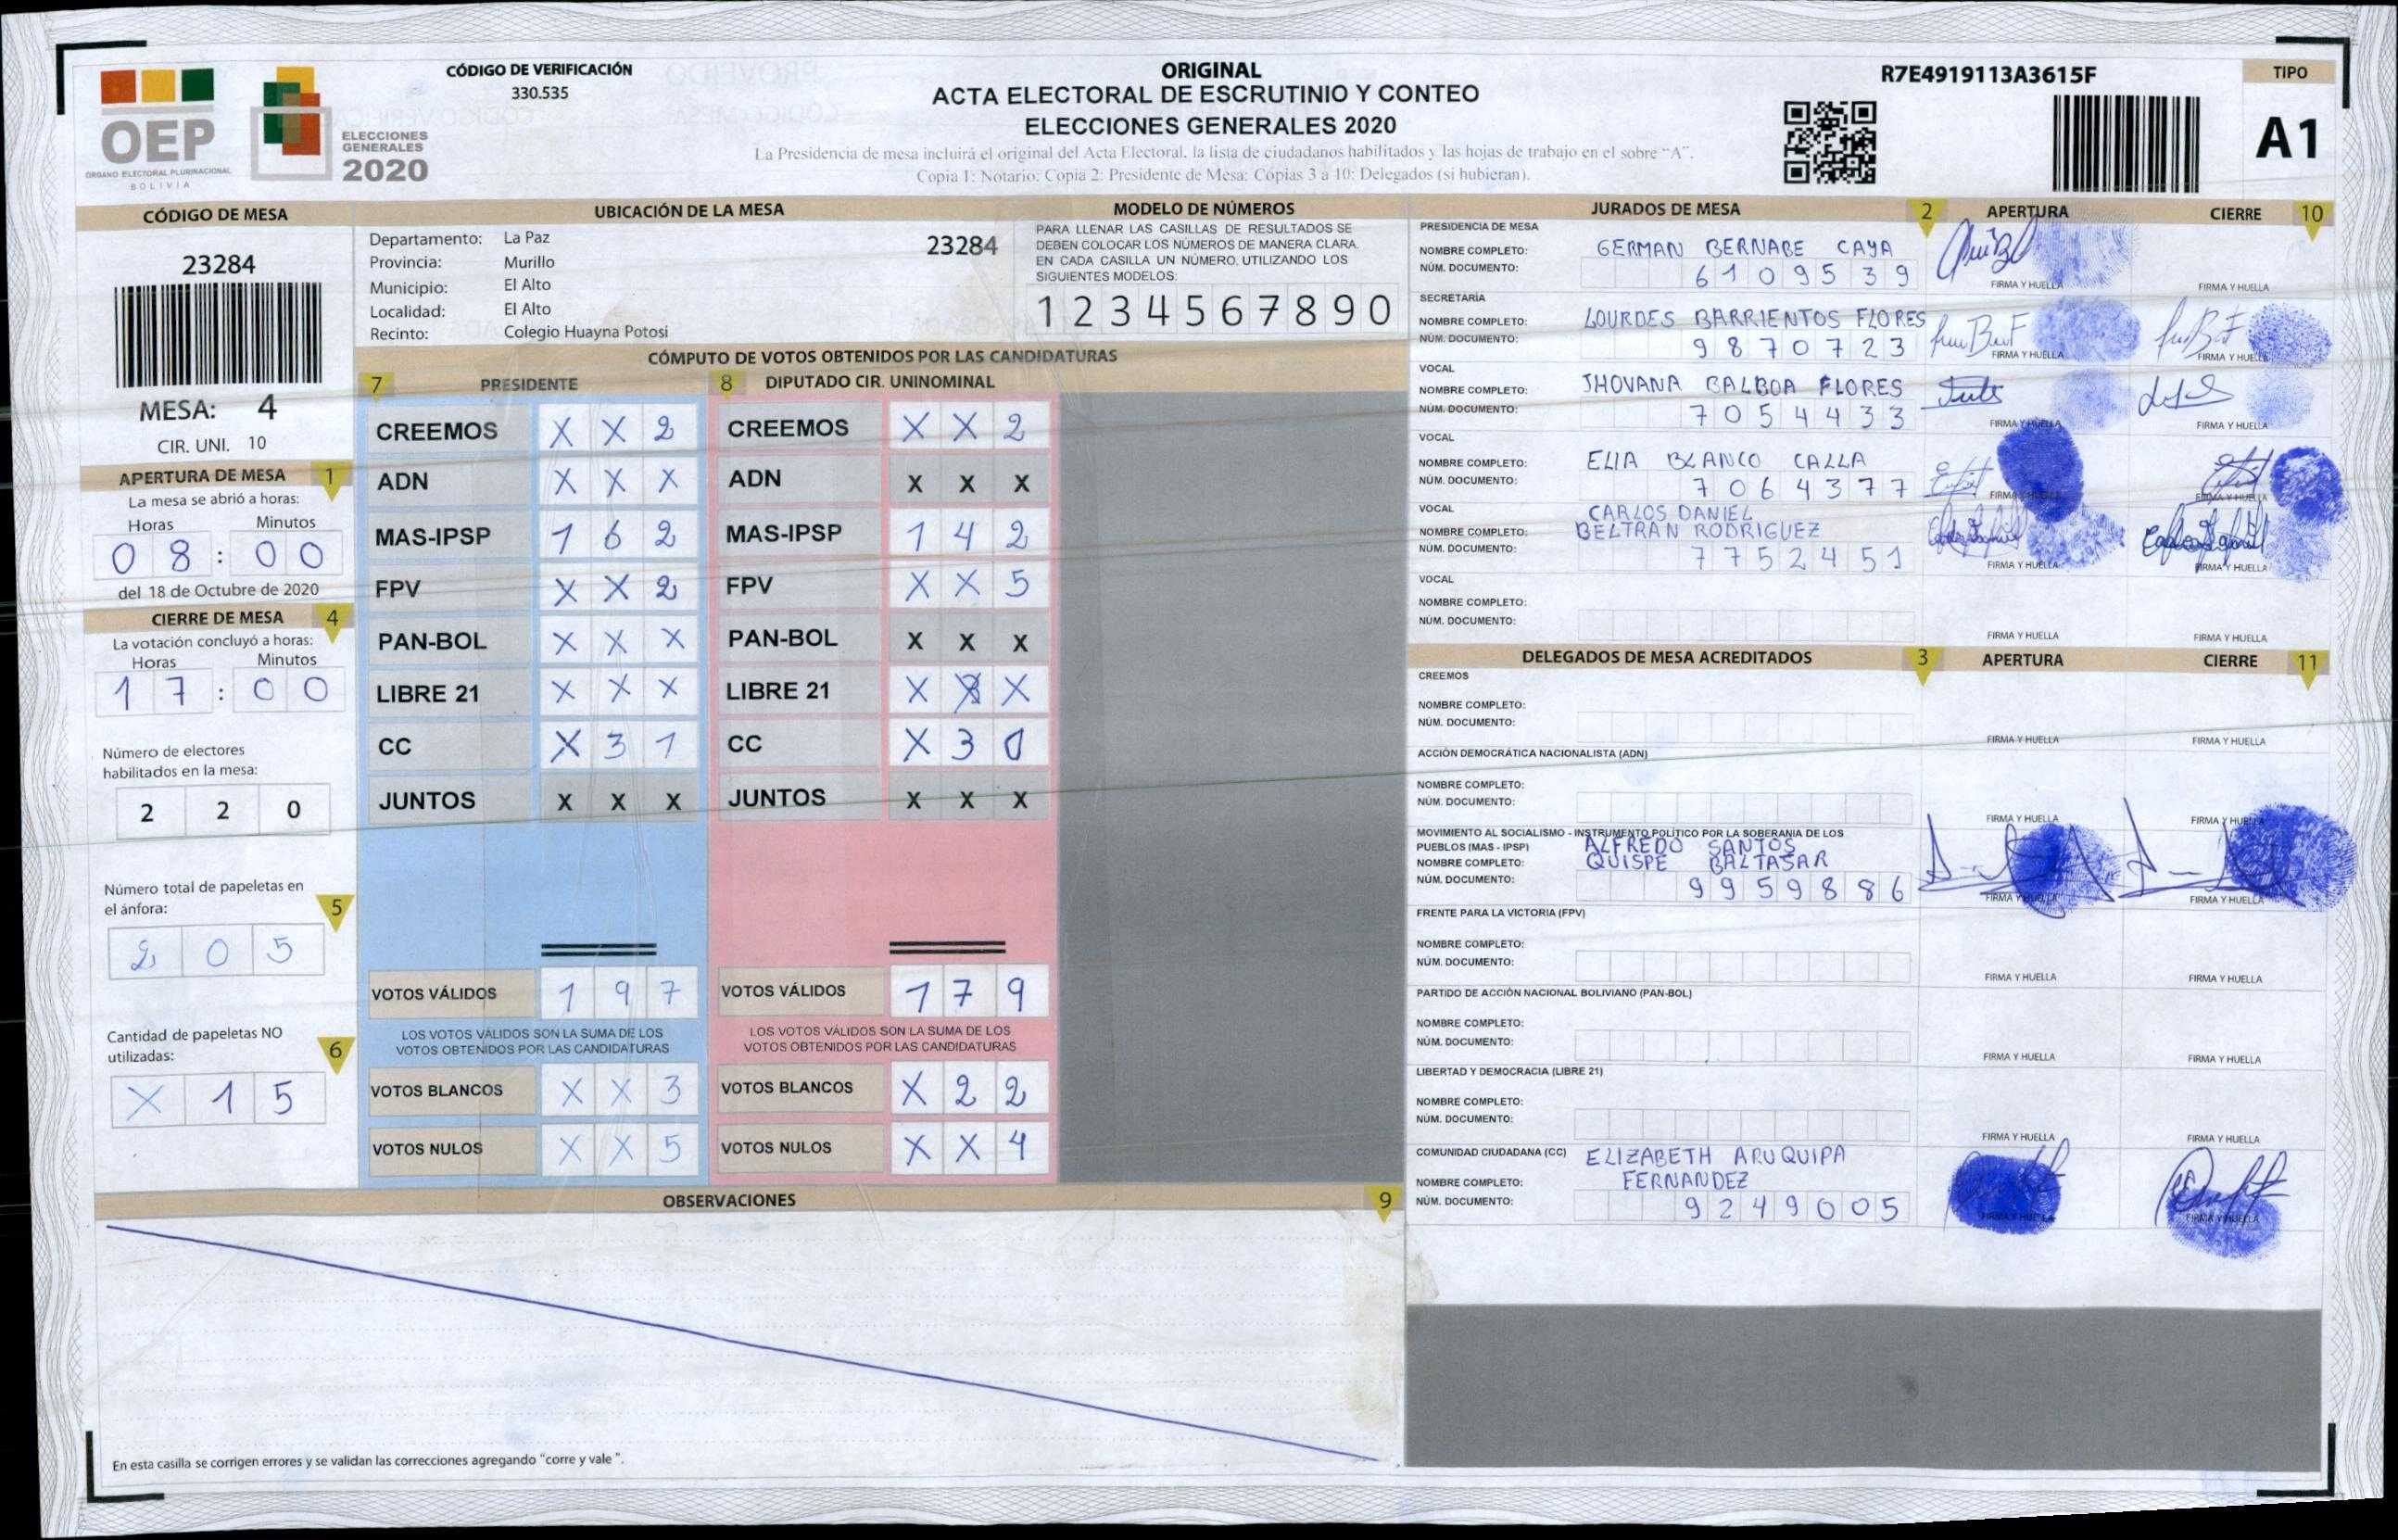 CÓDIGO DE VERIFICACIÓN
330.535
OEP
ÓRGANO ELECTORAL PLURINACIONAL
BOLIVIA
ELECCIONES
GENERALES
2020
ORIGINAL
ACTA ELECTORAL DE ESCRUTINIO Y CONTEO
ELECCIONES GENERALES 2020
La Presidencia de mesa incluirá el original del Acta Electoral, la lista de ciudadanos habilitados y las hojas de trabajo en el sobre "A".
Copia 1: Notario; Copia 2: Presidente de Mesa; Copias 3 a 10: Delegados (si hubieran).
R7E4919113A3615F
TIPO
A1
CÓDIGO DE MESA
23284
MESA: 4
CIR. UNI. 10
APERTURA DE MESA 1
La mesa se abrió a horas:
Horas Minutos
0 8 : 0 0
del 18 de Octubre de 2020
CIERRE DE MESA 4
La votación concluyó a horas:
Horas Minutos
1 7 : 0 0
Número de electores
habilitados en la mesa:
2 2 0
Número total de papeletas en
el ánfora: 5
2 0 5
Cantidad de papeletas NO
utilizadas: 6
X 1 5
UBICACIÓN DE LA MESA
Departamento: La Paz
23284
Provincia: Murillo
Municipio: El Alto
Localidad: El Alto
Recinto: Colegio Huayna Potosi
MODELO DE NÚMEROS
PARA LLENAR LAS CASILLAS DE RESULTADOS SE
DEBEN COLOCAR LOS NÚMEROS DE MANERA CLARA.
EN CADA CASILLA UN NÚMERO, UTILIZANDO LOS
SIGUIENTES MODELOS:
1 2 3 4 5 6 7 8 9 0
CÓMPUTO DE VOTOS OBTENIDOS POR LAS CANDIDATURAS
7 PRESIDENTE
CREEMOS X X 2
ADN X X X
MAS-IPSP 1 6 2
FPV X X 2
PAN-BOL X X X
LIBRE 21 X X X
CC X 3 1
JUNTOS X X X
VOTOS VÁLIDOS 1 9 7
LOS VOTOS VÁLIDOS SON LA SUMA DE LOS
VOTOS OBTENIDOS POR LAS CANDIDATURAS
VOTOS BLANCOS X X 3
VOTOS NULOS X X 5
8 DIPUTADO CIR. UNINOMINAL
CREEMOS X X 2
ADN X X X
MAS-IPSP 1 4 2
FPV X X 5
PAN-BOL X X X
LIBRE 21 X X X
CC X 3 0
JUNTOS X X X
VOTOS VÁLIDOS 1 7 9
LOS VOTOS VÁLIDOS SON LA SUMA DE LOS
VOTOS OBTENIDOS POR LAS CANDIDATURAS
VOTOS BLANCOS X 2 2
VOTOS NULOS X X 4
OBSERVACIONES 9
En esta casilla se corrigen errores y se validan las correcciones agregando "corre y vale".
JURADOS DE MESA 2 APERTURA CIERRE 10
PRESIDENCIA DE MESA
NOMBRE COMPLETO: GERMAN BERNABE CAYA
NÚM. DOCUMENTO: 6 1 0 9 5 3 9
FIRMA Y HUELLA FIRMA Y HUELLA
SECRETARÍA
NOMBRE COMPLETO: LOURDES BARRIENTOS FLORES
NÚM. DOCUMENTO: 9 8 7 0 7 2 3
FIRMA Y HUELLA FIRMA Y HUELLA
VOCAL
NOMBRE COMPLETO: JHOVANA BALBOA FLORES
NÚM. DOCUMENTO: 7 0 5 4 4 3 3
FIRMA Y HUELLA FIRMA Y HUELLA
VOCAL
NOMBRE COMPLETO: ELIA BLANCO CALLA
NÚM. DOCUMENTO: 7 0 6 4 3 7 7
FIRMA Y HUELLA FIRMA Y HUELLA
VOCAL
CARLOS DANIEL
NOMBRE COMPLETO: BELTRAN RODRIGUEZ
NÚM. DOCUMENTO: 7 7 5 2 4 5 1
FIRMA Y HUELLA FIRMA Y HUELLA
VOCAL
NOMBRE COMPLETO:
NÚM. DOCUMENTO:
FIRMA Y HUELLA FIRMA Y HUELLA
DELEGADOS DE MESA ACREDITADOS 3 APERTURA CIERRE 11
CREEMOS
NOMBRE COMPLETO:
NÚM. DOCUMENTO:
FIRMA Y HUELLA FIRMA Y HUELLA
ACCIÓN DEMOCRÁTICA NACIONALISTA (ADN)
NOMBRE COMPLETO:
NÚM. DOCUMENTO:
FIRMA Y HUELLA FIRMA Y HUELLA
MOVIMIENTO AL SOCIALISMO - INSTRUMENTO POLÍTICO POR LA SOBERANIA DE LOS
PUEBLOS (MAS - IPSP) ALFREDO SANTOS
NOMBRE COMPLETO: QUISPE BALTASAR
NÚM. DOCUMENTO: 9 9 5 9 8 8 6
FIRMA Y HUELLA FIRMA Y HUELLA
FRENTE PARA LA VICTORIA (FPV)
NOMBRE COMPLETO:
NÚM. DOCUMENTO:
FIRMA Y HUELLA FIRMA Y HUELLA
PARTIDO DE ACCIÓN NACIONAL BOLIVIANO (PAN-BOL)
NOMBRE COMPLETO:
NÚM. DOCUMENTO:
FIRMA Y HUELLA FIRMA Y HUELLA
LIBERTAD Y DEMOCRACIA (LIBRE 21)
NOMBRE COMPLETO:
NÚM. DOCUMENTO:
FIRMA Y HUELLA FIRMA Y HUELLA
COMUNIDAD CIUDADANA (CC) ELIZABETH ARUQUIPA
NOMBRE COMPLETO: FERNANDEZ
NÚM. DOCUMENTO: 9 2 4 9 0 0 5
FIRMA Y HUELLA FIRMA Y HUELLA